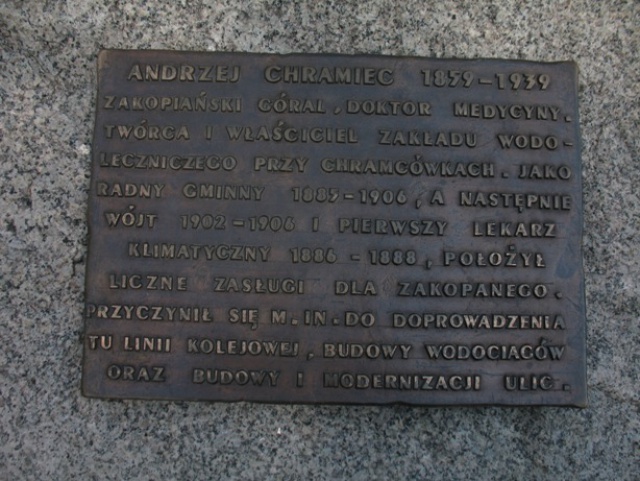 ANDRZEJ CHRAMIEC 1859-1939
ZAKOPIAŃSKI GÓRAL, DOKTOR MEDYCYNY.
TWÓRCA I WŁAŚCICIEL ZAKŁADU WODO-
LECZNICZEGO PRZY CHRAMCÓWKACH. JAKO
RADNY GMINNY 1885-1906, A NASTĘPNIE
WÓJT 1902-1906 I PIERWSZY LEKARZ
KLIMATYCZNY 1886-1888, POŁOŻYŁ
LICZNE ZASŁUGI DLA ZAKOPANEGO.
PRZYCZYNIŁ SIĘ M.IN.DO DOPROWADZENIA
TU LINII KOLEJOWEJ, BUDOWY WODOCIĄGÓW
ORAZ BUDOWY I MODERNIZACJI ULIC.